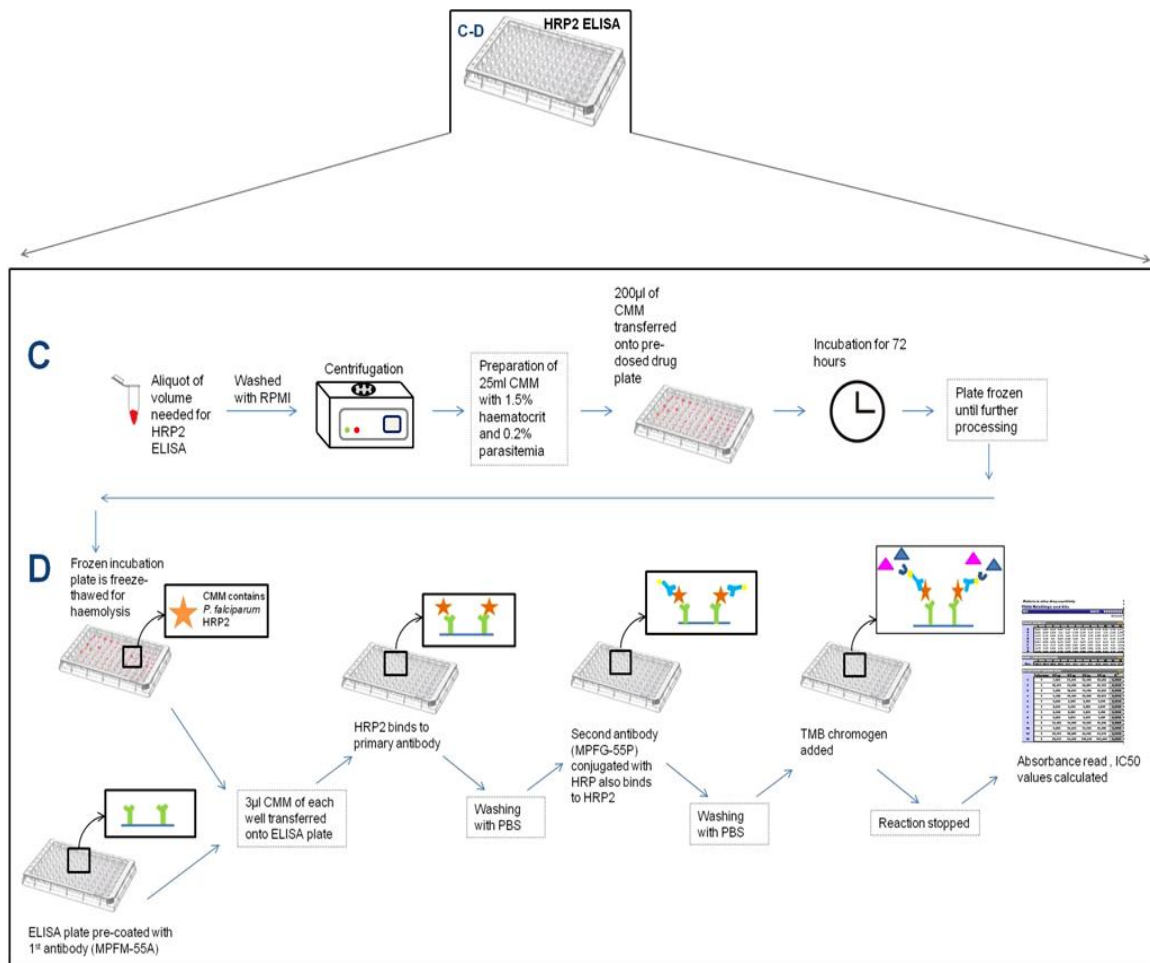 C-D
HRP2 ELISA
C
Aliquot of
volume
needed for
HRP2
ELISA
Washed
with RPMI
Centrifugation
Preparation of
25ml CMM
with 1.5%
haematocrit
and 0.2%
parasitemia
200µl of
CMM
transferred
onto pre-
dosed drug
plate
Incubation for 72
hours
Plate frozen
until further
processing
D
Frozen incubation
plate is freeze-
thawed for
haemolysis
CMM contains
P. falciparum
HRP2
HRP2 binds to
primary antibody
Second antibody
(MPFG-55P)
conjugated with
HRP also binds
to HRP2
TMB chromogen
added
Absorbance read , IC50
values calculated
3µl CMM of each
well transferred
onto ELISA plate
Washing
with PBS
Washing
with PBS
Reaction stopped
ELISA plate pre-coated with
1st antibody (MPFM-55A)